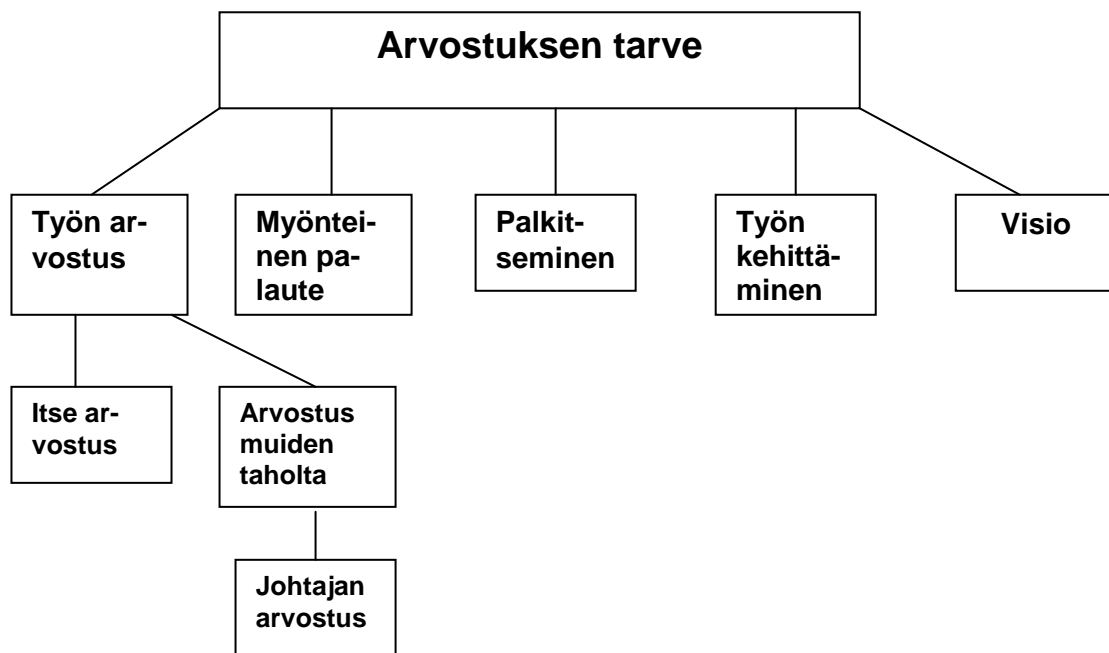 Arvostuksen tarve
Työn ar-
vostus
Myöntei-
nen pa-
laute
Palkit-
seminen
Työn
kehittä-
minen
Visio
Itse ar-
vostus
Arvostus
muiden
taholta
Johtajan
arvostus